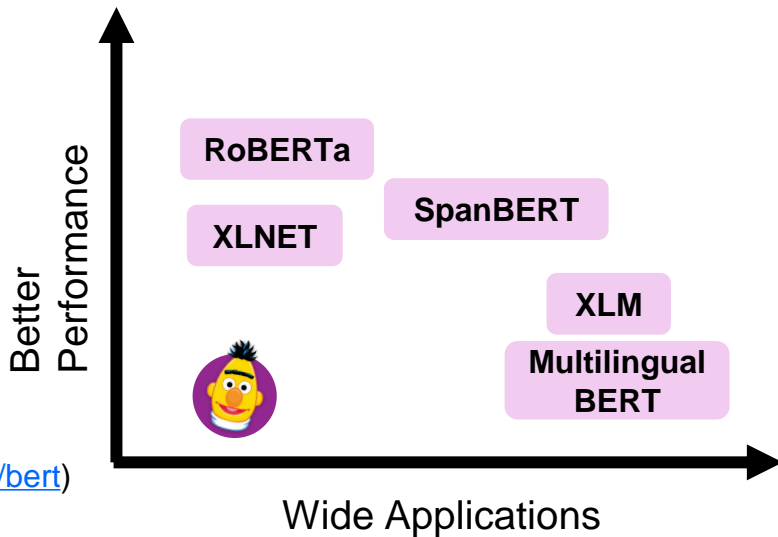 Better
Performance
RoBERTa
SpanBERT
XLNET
XLM
Multilingual
BERT
/bert)
Wide Applications